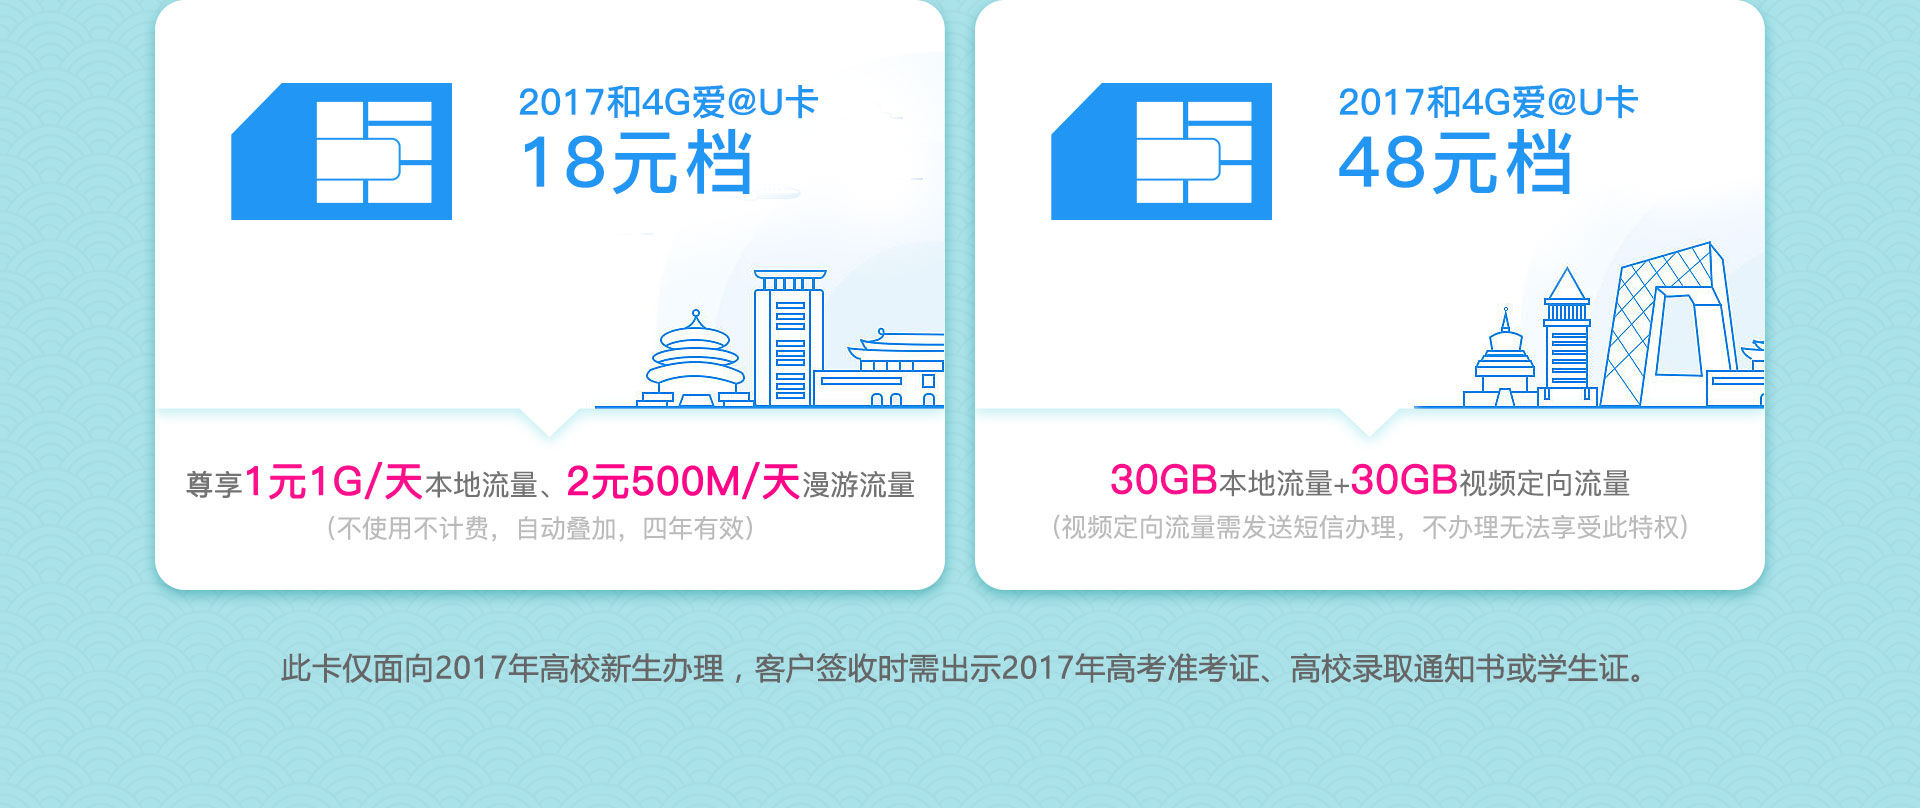 2017和4G爱@U卡
18元档
尊享1元1G/天本地流量、2元500M/天漫游流量
(不使用不计费，自动叠加，四年有效)
2017和4G爱@U卡
48元档
30GB本地流量+30GB视频定向流量
(视频定向流量需发送短信办理，不办理无法享受此特权)
此卡仅面向2017年高校新生办理，客户签收时需出示2017年高考准考证、高校录取通知书或学生证。